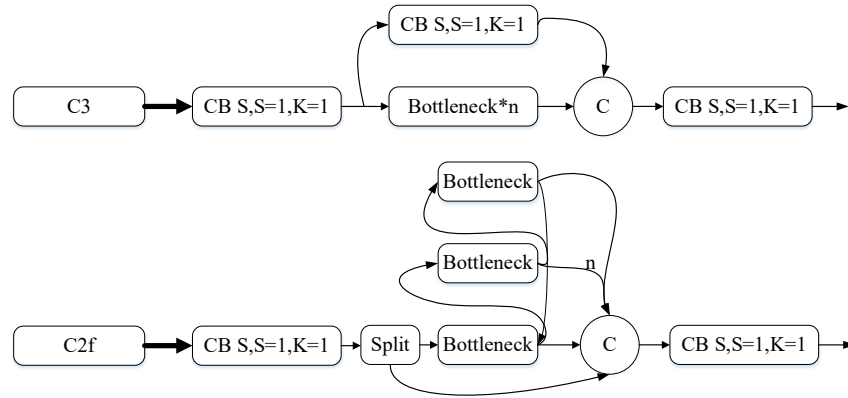 CB S,S=1,K=1
C3
CB S,S=1,K=1
Bottleneck*n
C
CB S,S=1,K=1
Bottleneck
Bottleneck
n
C2f
CB S,S=1,K=1
Split
Bottleneck
C
CB S,S=1,K=1